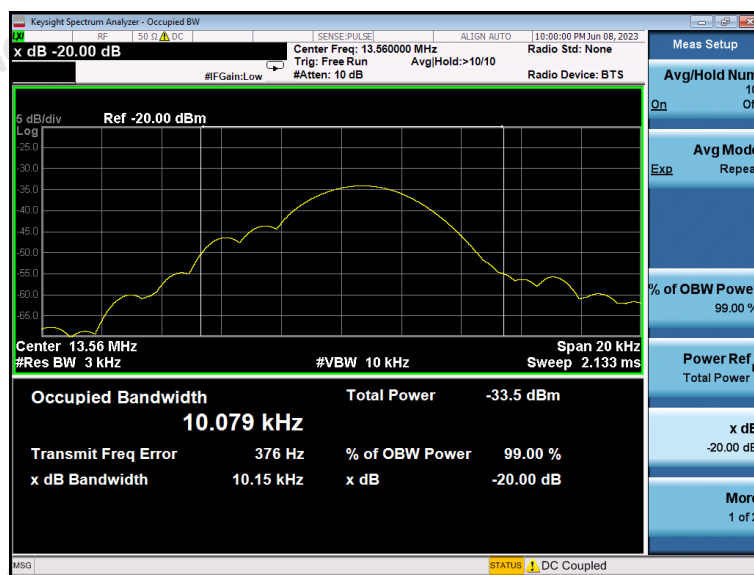 Keysight Spectrum Analyzer - Occupied BW
LXI RF 50 Ω DC SENSE:PULSE ALIGN AUTO 10:00:00 PM Jun 08, 2023
x dB -20.00 dB
Center Freq: 13.560000 MHz Radio Std: None
Trig: Free Run Avg|Hold:>10/10
#IFGain:Low #Atten: 10 dB Radio Device: BTS
5 dB/div Ref -20.00 dBm
Log
-25.0
-30.0
-35.0
-40.0
-45.0
-50.0
-55.0
-60.0
-65.0
Center 13.56 MHz Span 20 kHz
#Res BW 3 kHz #VBW 10 kHz Sweep 2.133 ms
Occupied Bandwidth Total Power -33.5 dBm
10.079 kHz
Transmit Freq Error 376 Hz % of OBW Power 99.00 %
x dB Bandwidth 10.15 kHz x dB -20.00 dB
Meas Setup
Avg/Hold Num
10
On Of
Avg Mode
Exp Repea
% of OBW Power
99.00 %
Power Ref
Total Power
x dB
-20.00 dB
More
1 of 2
MSG STATUS DC Coupled